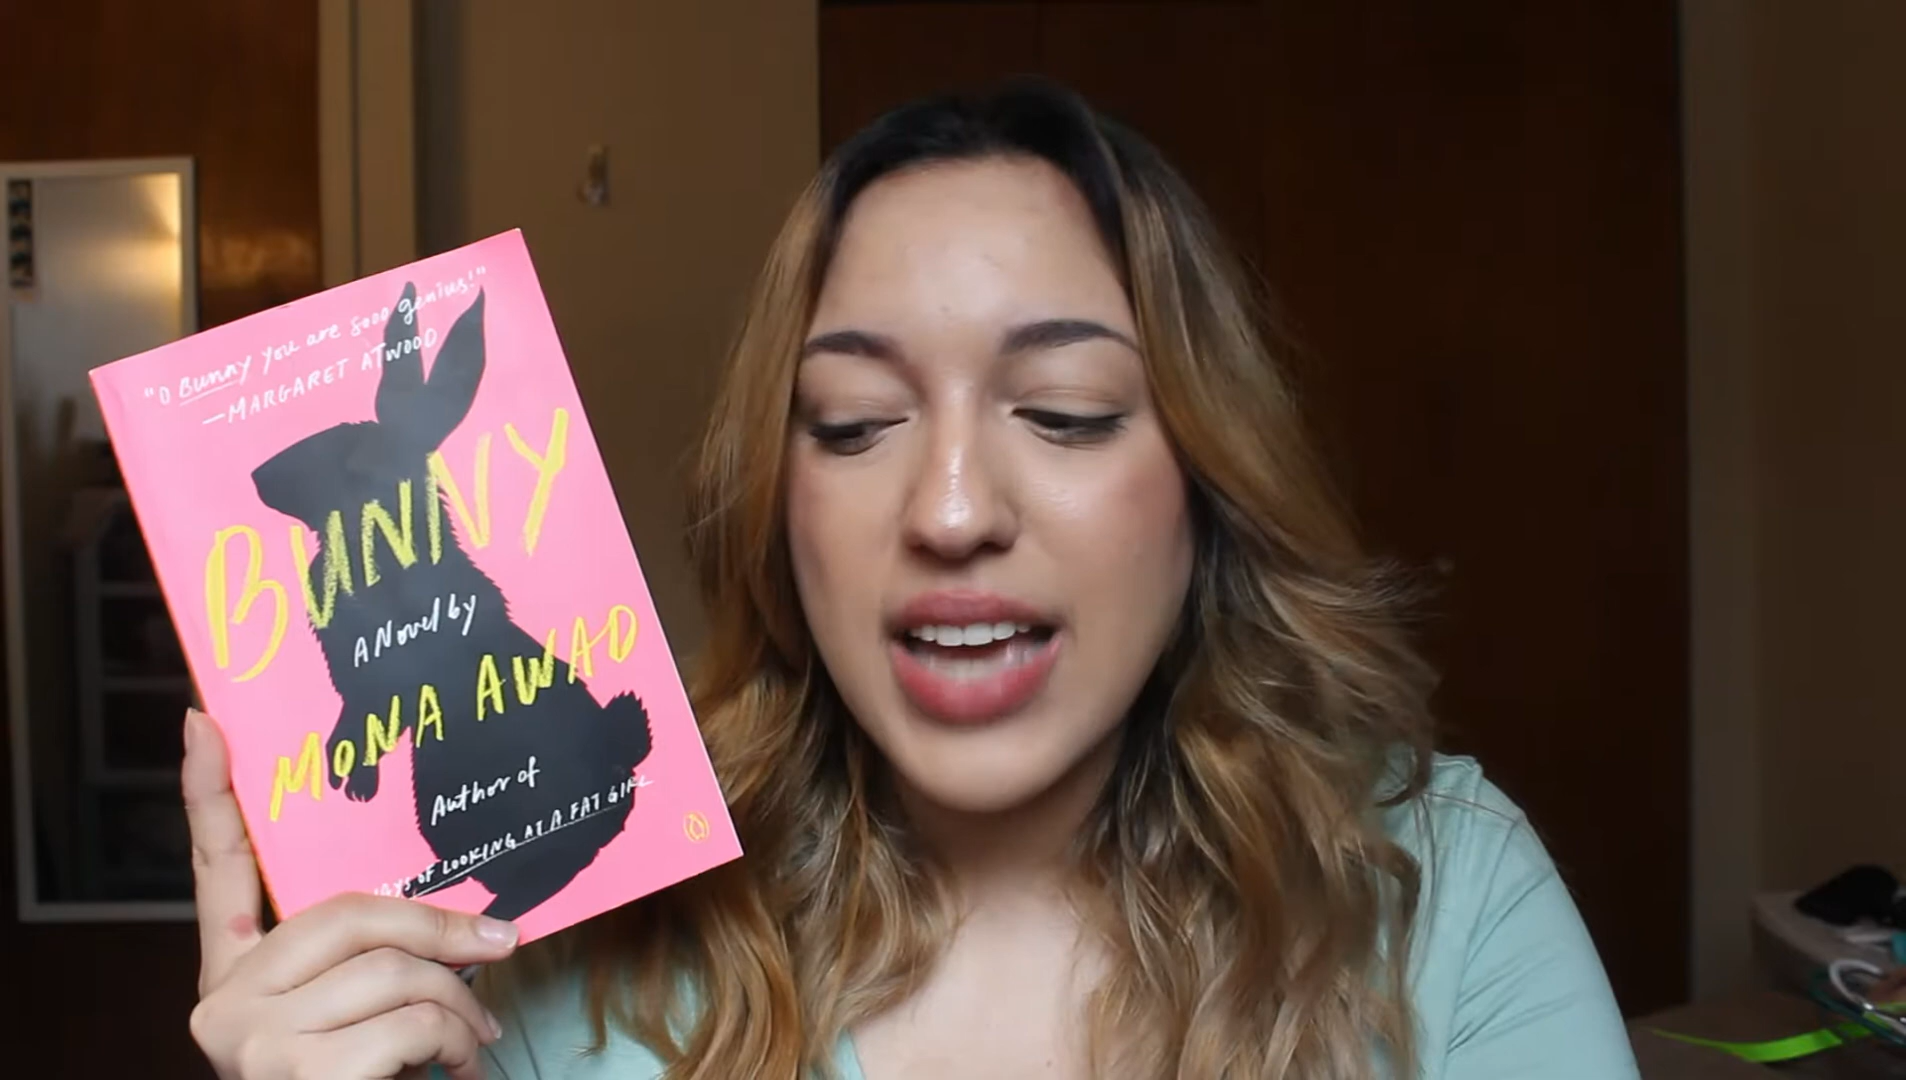 "O Bunny you are sooo genius!"
—MARGARET ATWOOD
BUNNY
A Novel by
MONA AWAD
Author of
WAYS OF LOOKING AT A FAT GIRL